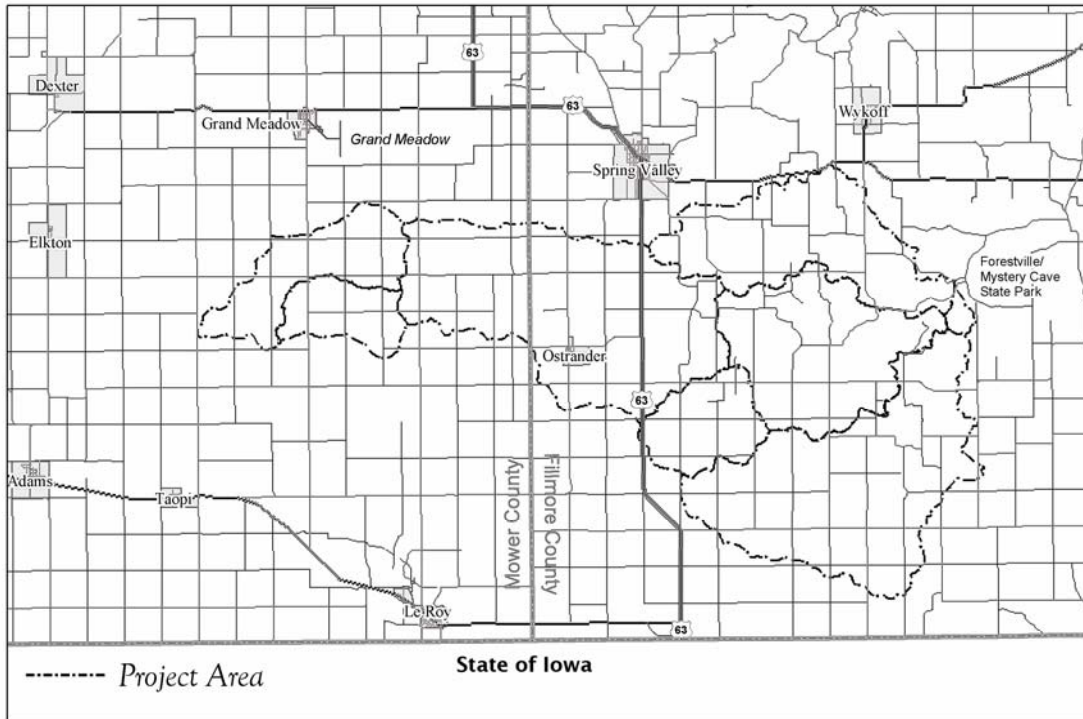 63
Dexter
63
Grand Meadow
Grand Meadow
Wykoff
Spring Valley
Elkton
Forestville/
Mystery Cave
State Park
Ostrander
63
Adams
Taopi
Mower County
Fillmore County
Le Roy
63
State of Iowa
Project Area